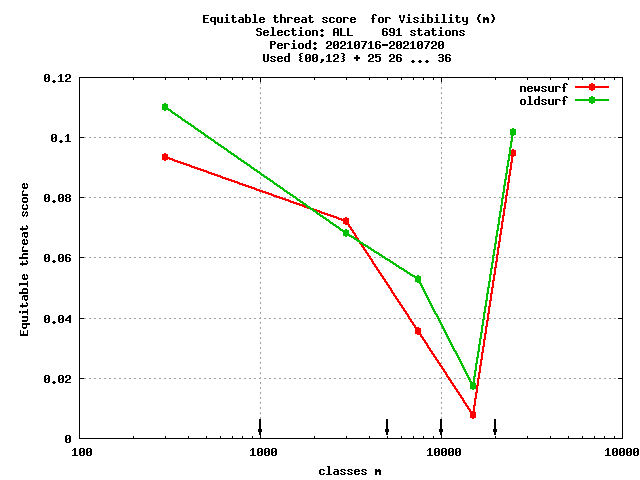 Equitable threat score  for Visibility (m)
Selection: ALL    691 stations
Period: 20210716-20210720
Used {00,12} + 25 26 ... 36
newsurf
oldsurf
Equitable threat score
0.12
0.1
0.08
0.06
0.04
0.02
0
100
1000
10000
10000
classes m